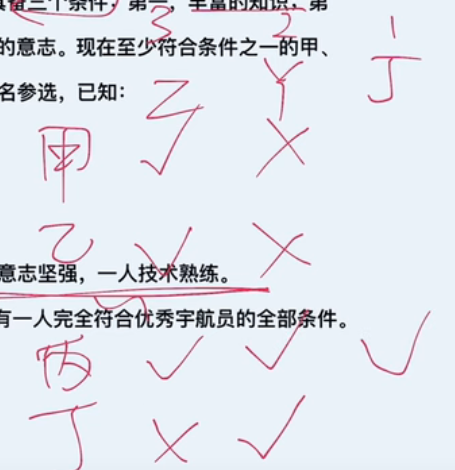 具备三个条件：第一，丰富的知识，第
3 2 1
的意志。现在至少符合条件之一的甲、
Z Y J
名参选，已知：
甲 ✓ ×
乙 ✓ ×
意志坚强，一人技术熟练。
有一人完全符合优秀宇航员的全部条件。
丙 ✓ ✓ ✓
丁 × ✓